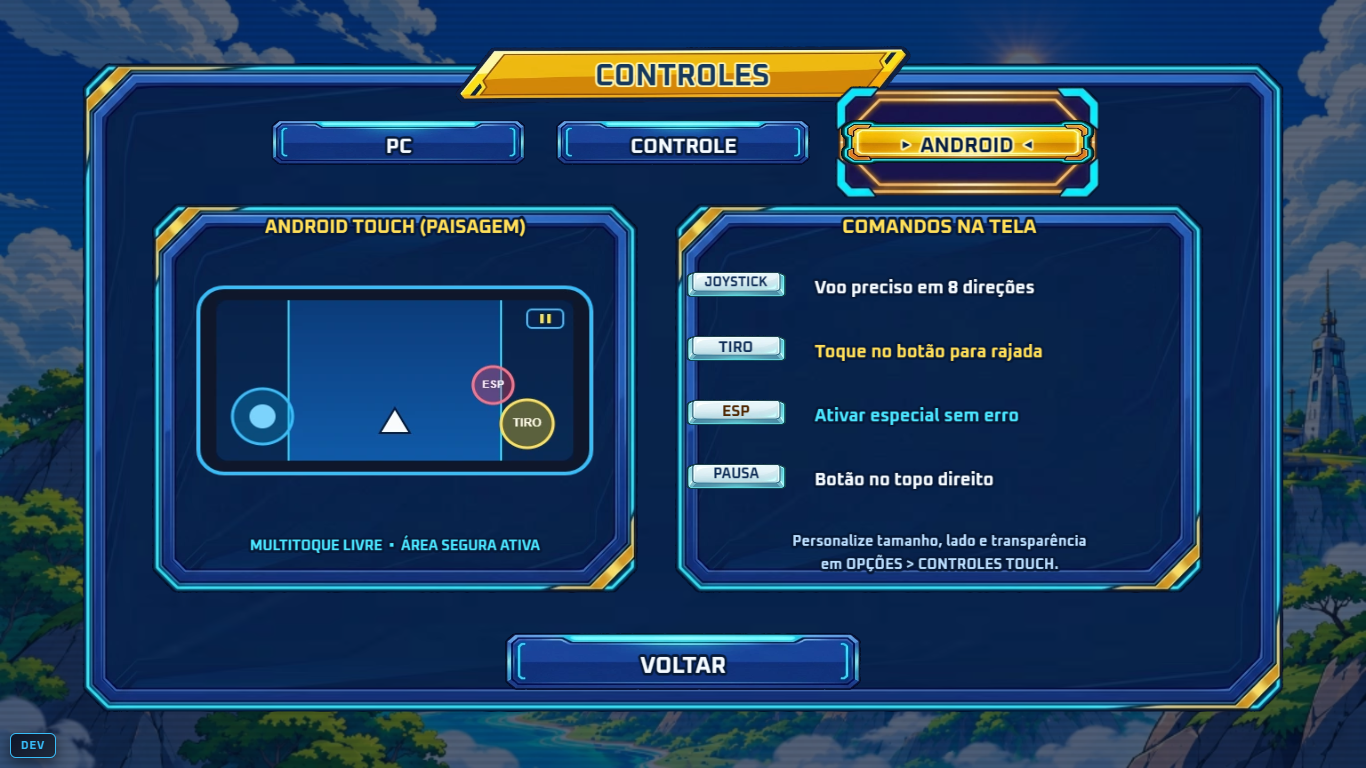 CONTROLES
PC
CONTROLE
ANDROID
ANDROID TOUCH (PAISAGEM)
ESP
TIRO
MULTITOQUE LIVRE • ÁREA SEGURA ATIVA
COMANDOS NA TELA
JOYSTICK Voo preciso em 8 direções
TIRO Toque no botão para rajada
ESP Ativar especial sem erro
PAUSA Botão no topo direito
Personalize tamanho, lado e transparência
em OPÇÕES > CONTROLES TOUCH.
VOLTAR
DEV